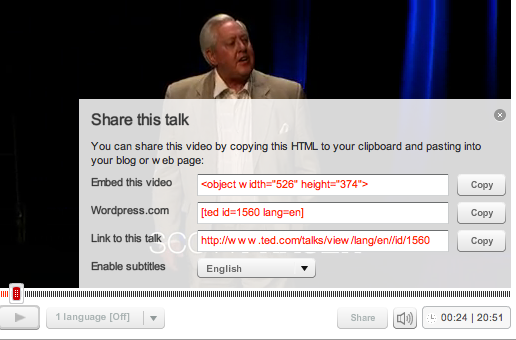 Share this talk
You can share this video by copying this HTML to your clipboard and pasting into
your blog or web page:
Embed this video
<object width="526" height="374">
Copy
Wordpress.com
[ted id=1560 lang=en]
Copy
Link to this talk
http://www.ted.com/talks/view/lang/en//id/1560
Copy
Enable subtitles
English
1 language [Off]
Share
00:24 | 20:51